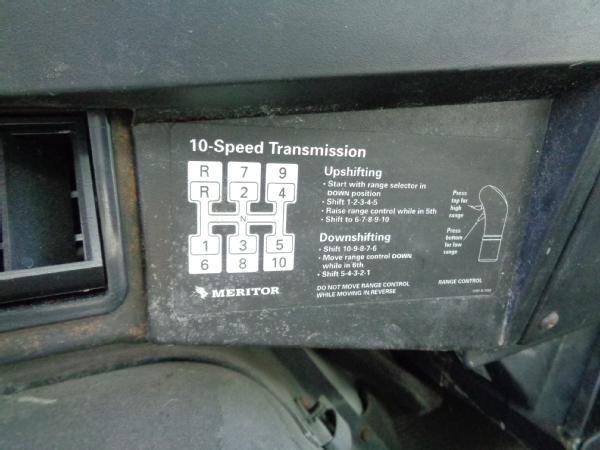 10-Speed Transmission
R 7 9
R 2 4
N
1 3 5
6 8 10
MERITOR
Upshifting
• Start with range selector in
DOWN position
• Shift 1-2-3-4-5
• Raise range control while in 5th
• Shift to 6-7-8-9-10
Downshifting
• Shift 10-9-8-7-6
• Move range control DOWN
while in 6th
• Shift 5-4-3-2-1
DO NOT MOVE RANGE CONTROL
WHILE MOVING IN REVERSE
Press
top for
high
range
Press
bottom
for low
range
RANGE CONTROL